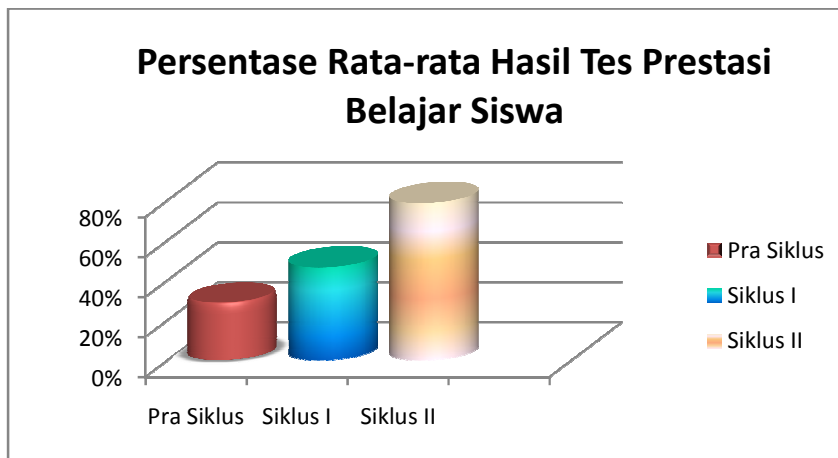 Persentase Rata-rata Hasil Tes Prestasi
Belajar Siswa
80%
60%
40%
20%
0%
Pra Siklus Siklus I Siklus II
Pra Siklus
Siklus I
Siklus II